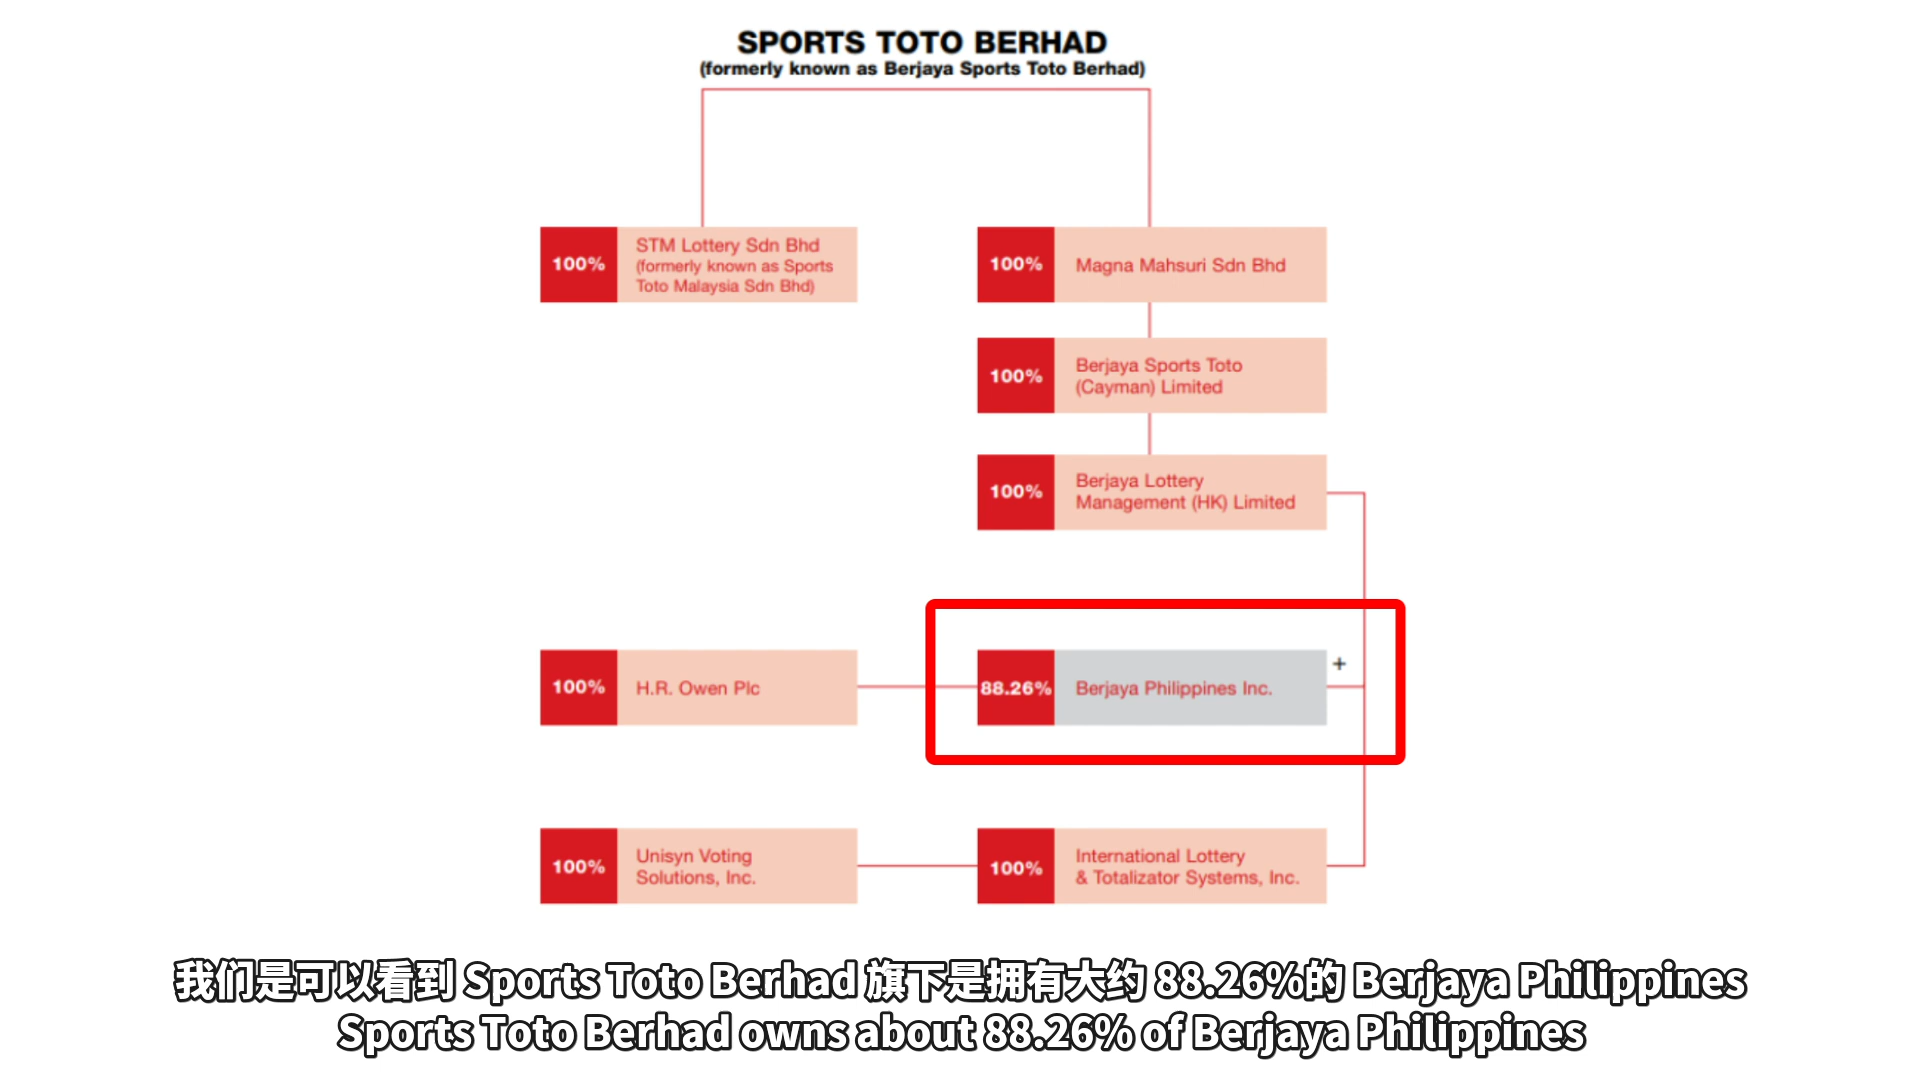 SPORTS TOTO BERHAD
(formerly known as Berjaya Sports Toto Berhad)
100%
STM Lottery Sdn Bhd
(formerly known as Sports
Toto Malaysia Sdn Bhd)
100%
Magna Mahsuri Sdn Bhd
100%
Berjaya Sports Toto
(Cayman) Limited
100%
Berjaya Lottery
Management (HK) Limited
100%
H.R. Owen Plc
88.26%
Berjaya Philippines Inc.
+
100%
Unisyn Voting
Solutions, Inc.
100%
International Lottery
& Totalizator Systems, Inc.
我们是可以看到 Sports Toto Berhad 旗下是拥有大约 88.26%的 Berjaya Philippines
Sports Toto Berhad owns about 88.26% of Berjaya Philippines